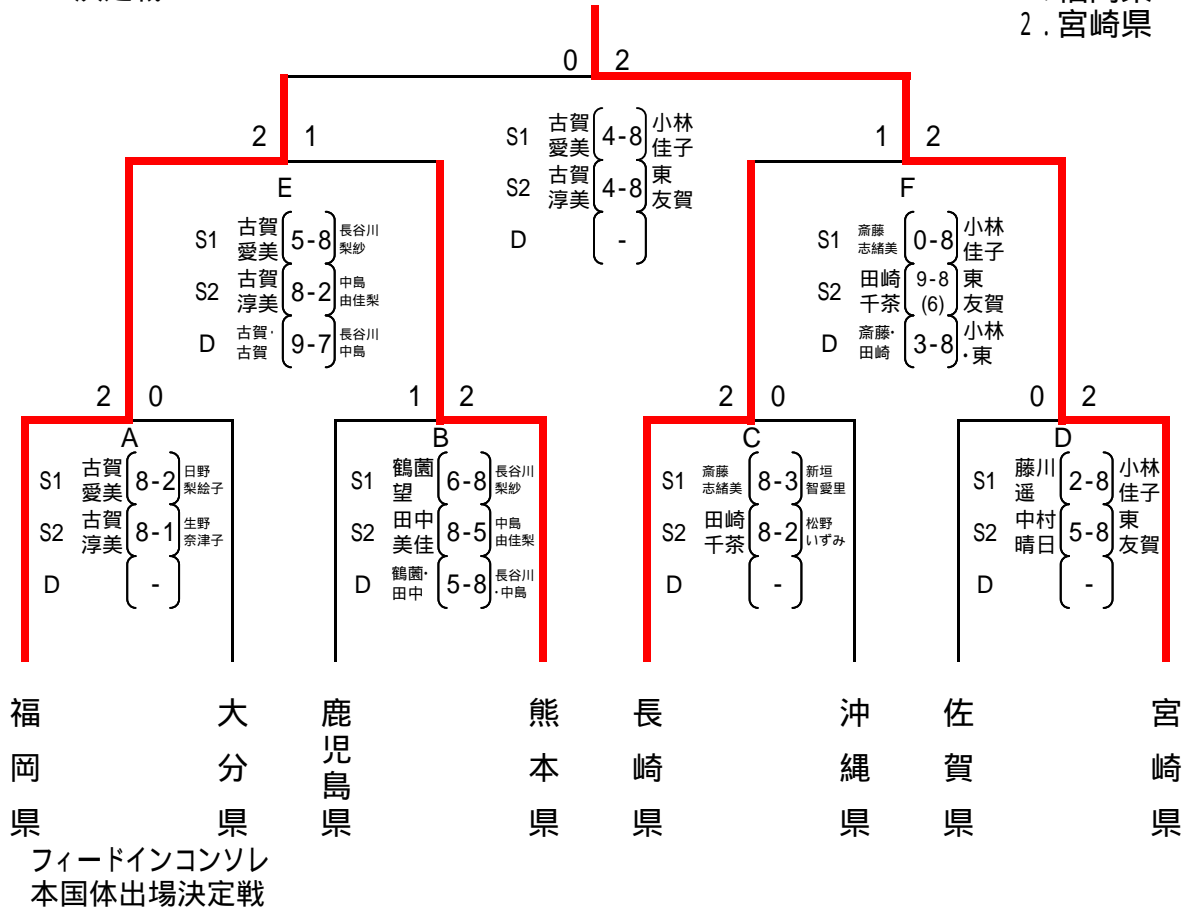 2 . 宮崎県
0 2
S1 古賀愛美 4-8 小林佳子
S2 古賀淳美 4-8 東友賀
D -
2 1
E
S1 古賀愛美 5-8 長谷川梨紗
S2 古賀淳美 8-2 中島由佳梨
D 古賀・古賀 9-7 長谷川中島
1 2
F
S1 斎藤志緒美 0-8 小林佳子
S2 田崎千茶 9-8(6) 東友賀
D 斎藤・田崎 3-8 小林・東
2 0
A
S1 古賀愛美 8-2 日野梨絵子
S2 古賀淳美 8-1 生野奈津子
D -
1 2
B
S1 鶴園望 6-8 長谷川梨紗
S2 田中美佳 8-5 中島由佳梨
D 鶴園・田中 5-8 長谷川・中島
2 0
C
S1 斎藤志緒美 8-3 新垣智愛里
S2 田崎千茶 8-2 松野いずみ
D -
0 2
D
S1 藤川遥 2-8 小林佳子
S2 中村晴日 5-8 東友賀
D -
福岡県
大分県
鹿児島県
熊本県
長崎県
沖縄県
佐賀県
宮崎県
フィードインコンソレ
本国体出場決定戦